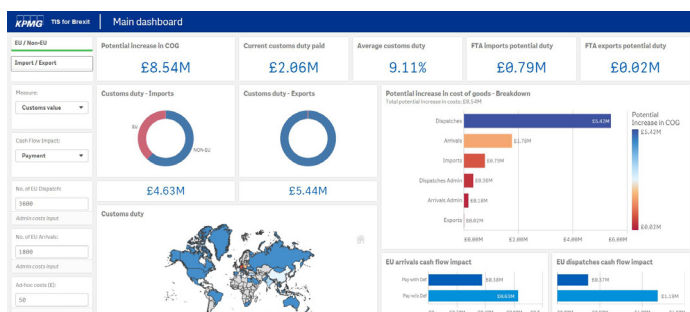 KPMG TIS for Brexit Main dashboard
EU / Non-EU
Import / Export
Measure:
Customs value
Cash Flow Impact:
Payment
No. of EU Dispatch:
3600
Admin costs input
No. of EU Arrivals:
1800
Admin costs input
Ad-hoc costs (£):
50
Potential increase in COG
£8.54M
Current customs duty paid
£2.06M
Average customs duty
9.11%
FTA imports potential duty
£0.79M
FTA exports potential duty
£0.02M
Customs duty - Imports
EU
NON-EU
£4.63M
Customs duty - Exports
£5.44M
Customs duty
Potential increase in cost of goods - Breakdown
Total potential increase in costs: £8.54M
Dispatches £5.42M
Arrivals £1.78M
Imports £0.79M
Dispatches Admin £0.36M
Arrivals Admin £0.18M
Exports £0.02M
£0.00M £2.00M £4.00M £6.00M
Potential
Increase in COG
£5.42M
£0.02M
EU arrivals cash flow impact
Pay with Def £0.38M
Pay w/o Def £0.63M
EU dispatches cash flow impact
£0.37M
£1.19M